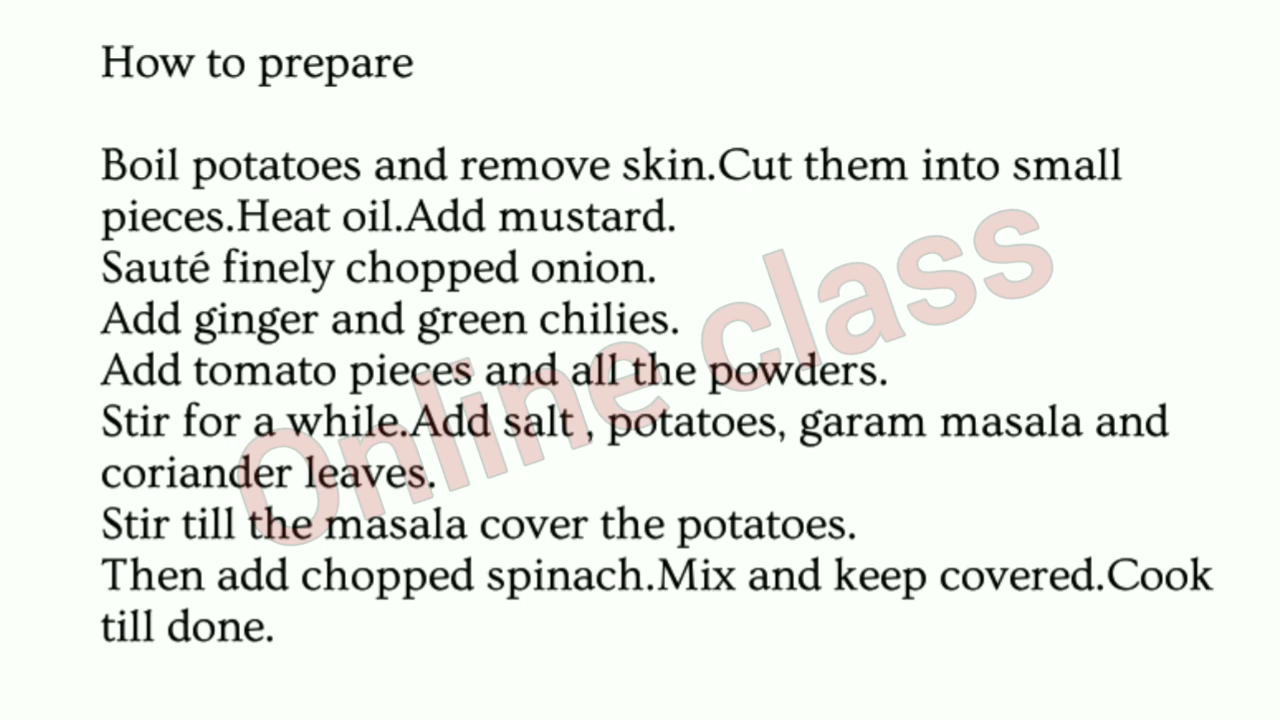 How to prepare
Boil potatoes and remove skin.Cut them into small
pieces.Heat oil.Add mustard.
Sauté finely chopped onion.
Add ginger and green chilies.
Add tomato pieces and all the powders.
Stir for a while.Add salt , potatoes, garam masala and
coriander leaves.
Stir till the masala cover the potatoes.
Then add chopped spinach.Mix and keep covered.Cook
till done.
Online class